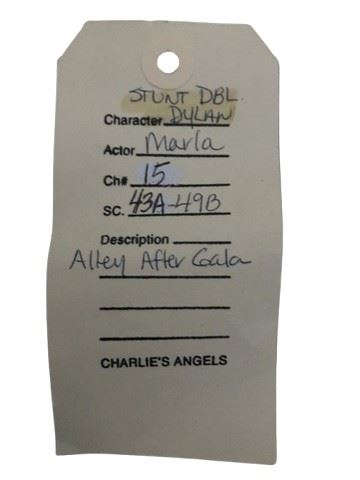 STUNT DBL.
Character DYLAN
Actor Marla
Ch# 15
SC. 43A-49B
Description
Alley After Gala
CHARLIE'S ANGELS